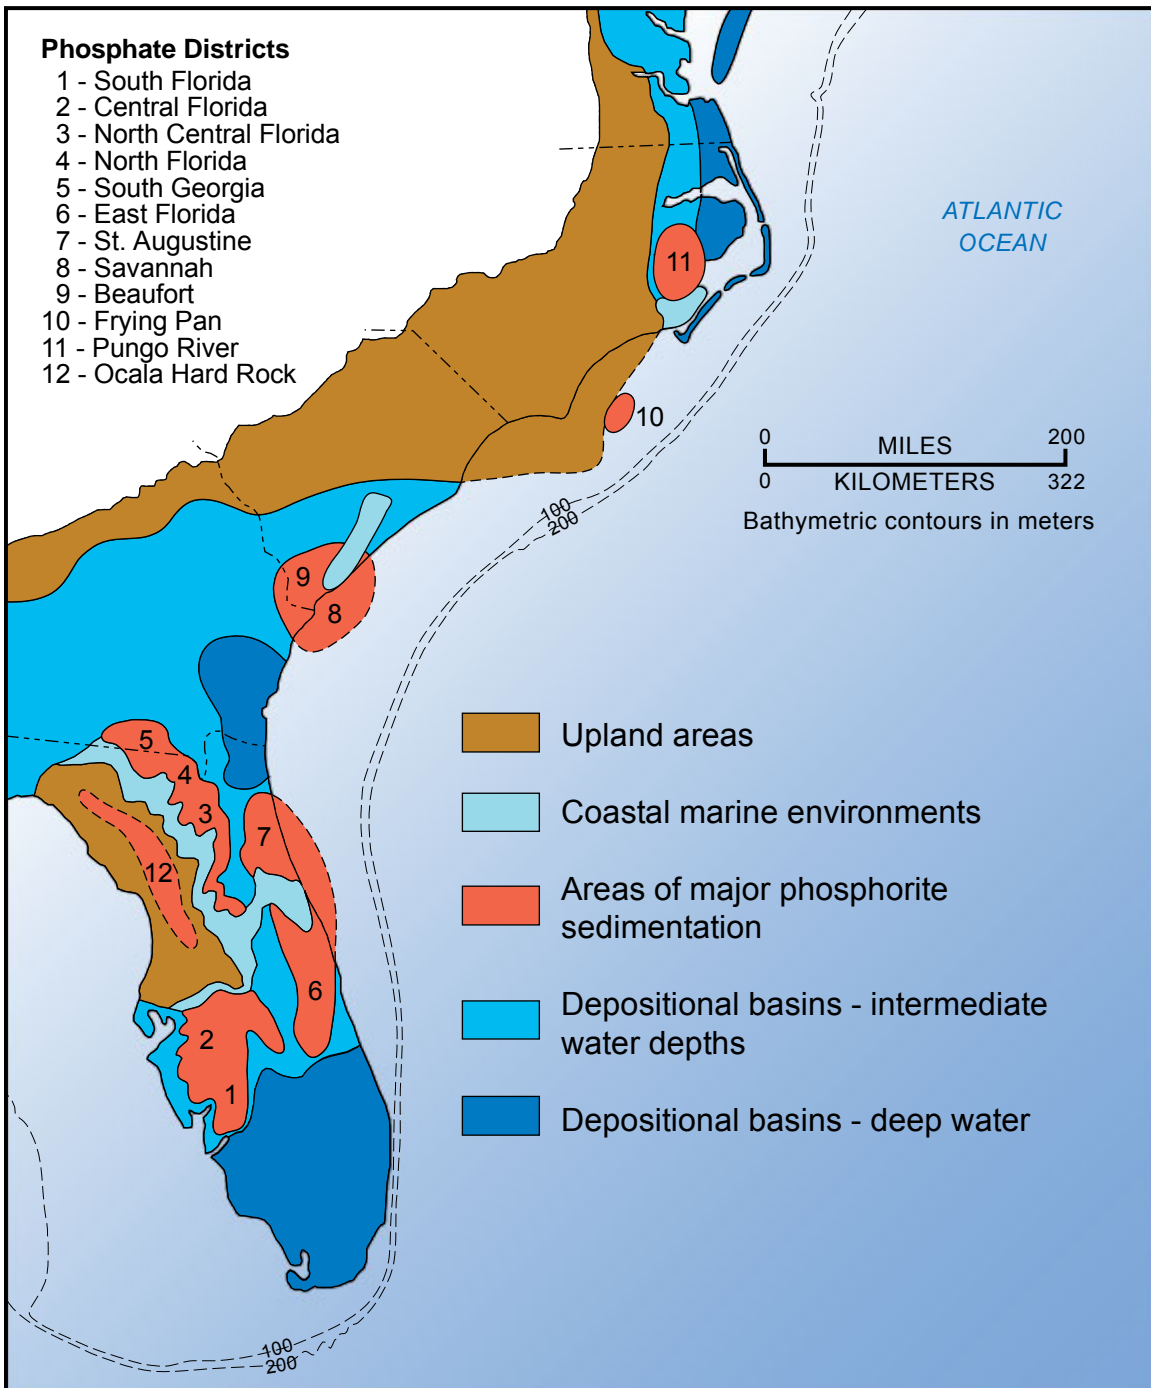 Phosphate Districts
1 - South Florida
2 - Central Florida
3 - North Central Florida
4 - North Florida
5 - South Georgia
6 - East Florida
7 - St. Augustine
8 - Savannah
9 - Beaufort
10 - Frying Pan
11 - Pungo River
12 - Ocala Hard Rock
ATLANTIC
OCEAN
11
10
0 MILES 200
0 KILOMETERS 322
Bathymetric contours in meters
100
200
9
8
5
4
3
7
12
6
2
1
Upland areas
Coastal marine environments
Areas of major phosphorite
sedimentation
Depositional basins - intermediate
water depths
Depositional basins - deep water
100
200